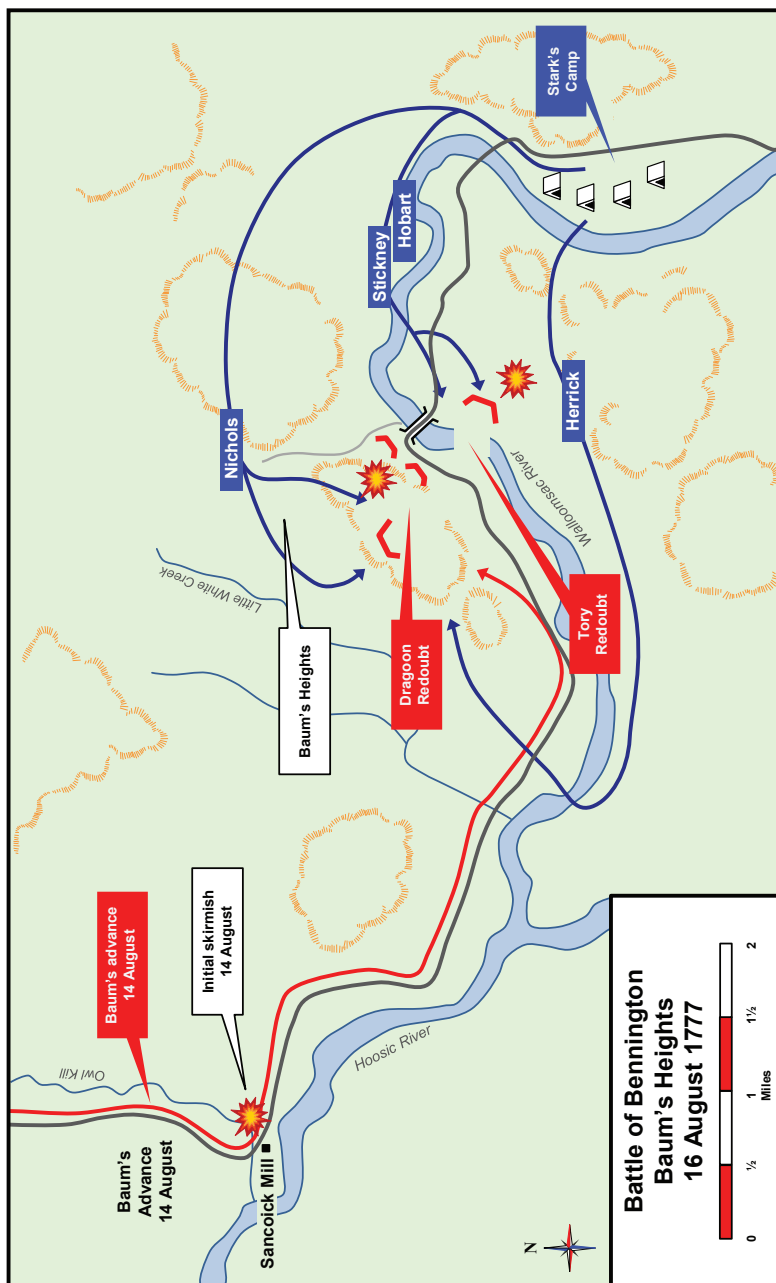 Baum's advance
14 August
Owl Kill
Baum's
Advance
14 August
Initial skirmish
14 August
Sancoick Mill
Hoosic River
Little White Creek
Baum's Heights
Nichols
Dragoon
Redoubt
Stickney
Hobart
Tory
Redoubt
Walloomsac River
Herrick
Stark's
Camp
N
Battle of Bennington
Baum's Heights
16 August 1777
0
½
1
1½
2
Miles